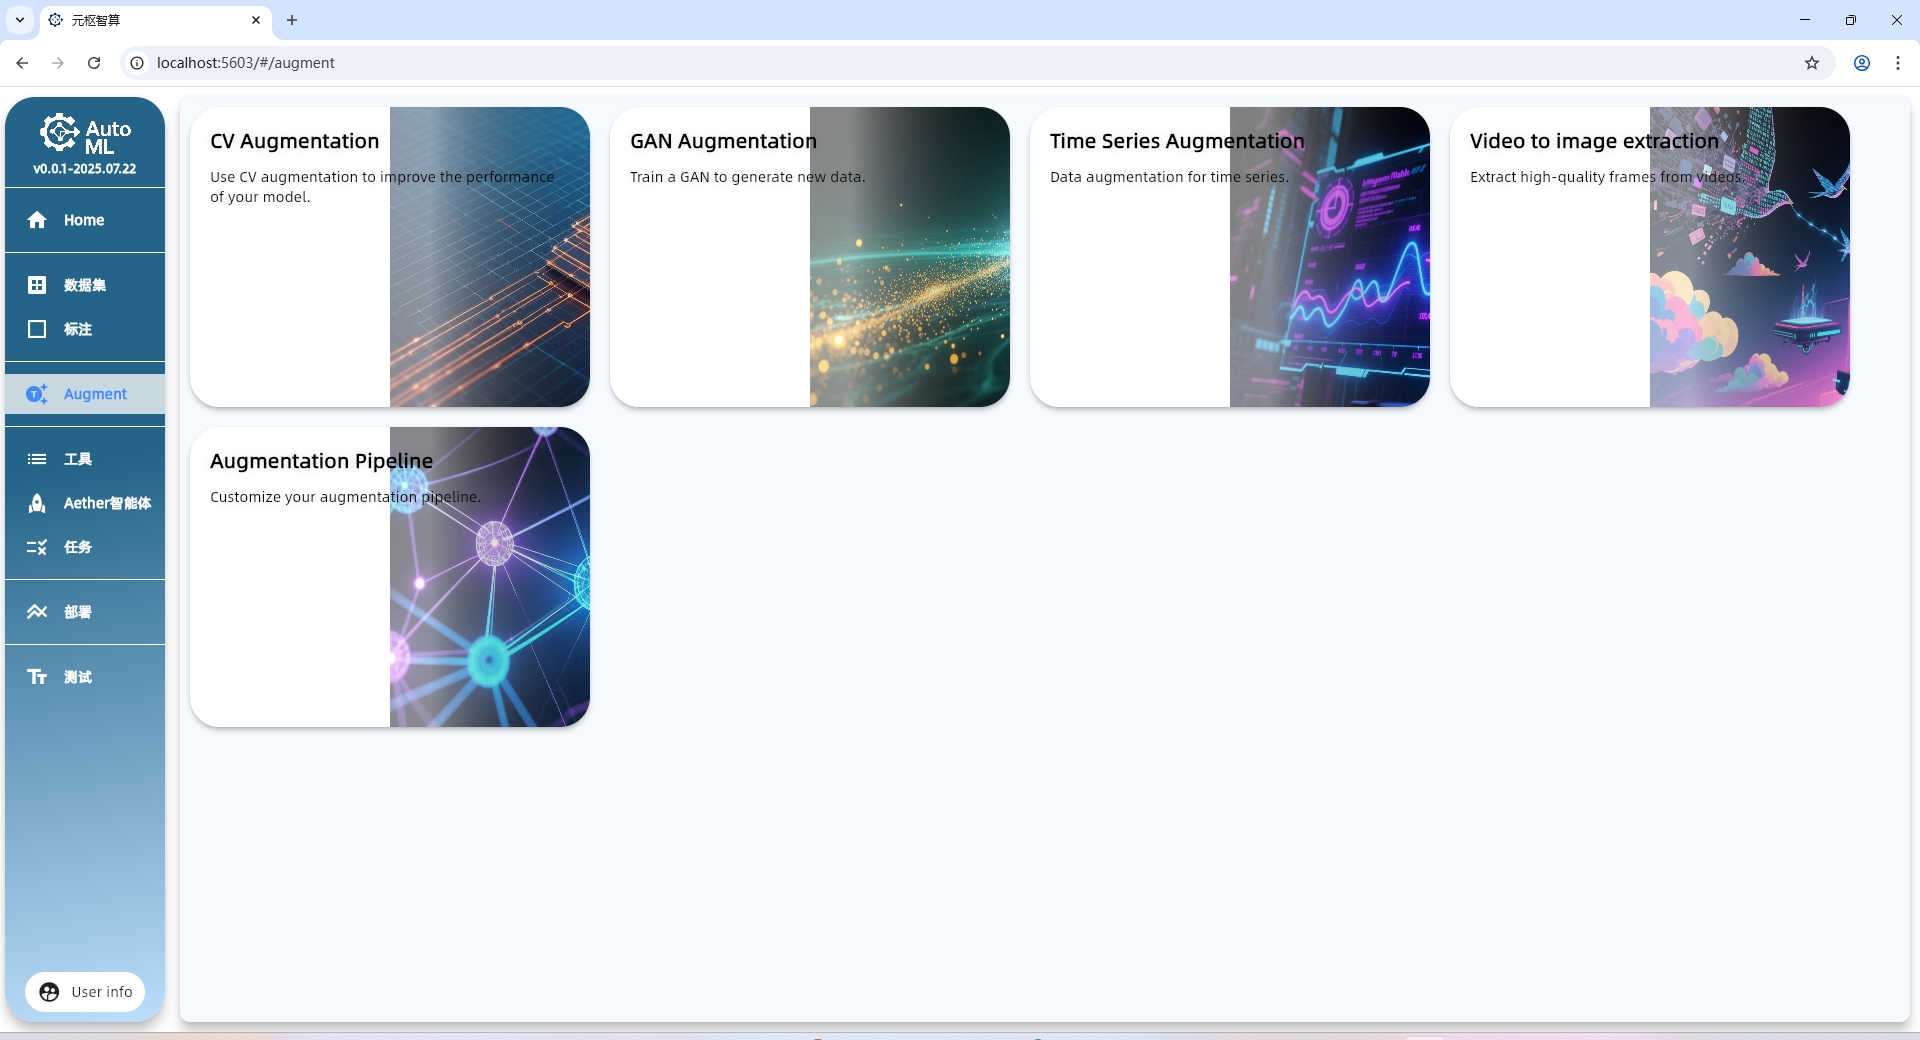 元枢智算
localhost:5603/#/augment
Auto
ML
v0.0.1-2025.07.22
Home
数据集
标注
Augment
工具
Aether智能体
任务
部署
测试
User info
CV Augmentation
Use CV augmentation to improve the performance
of your model.
GAN Augmentation
Train a GAN to generate new data.
Time Series Augmentation
Data augmentation for time series.
Video to image extraction
Extract high-quality frames from videos.
Augmentation Pipeline
Customize your augmentation pipeline.